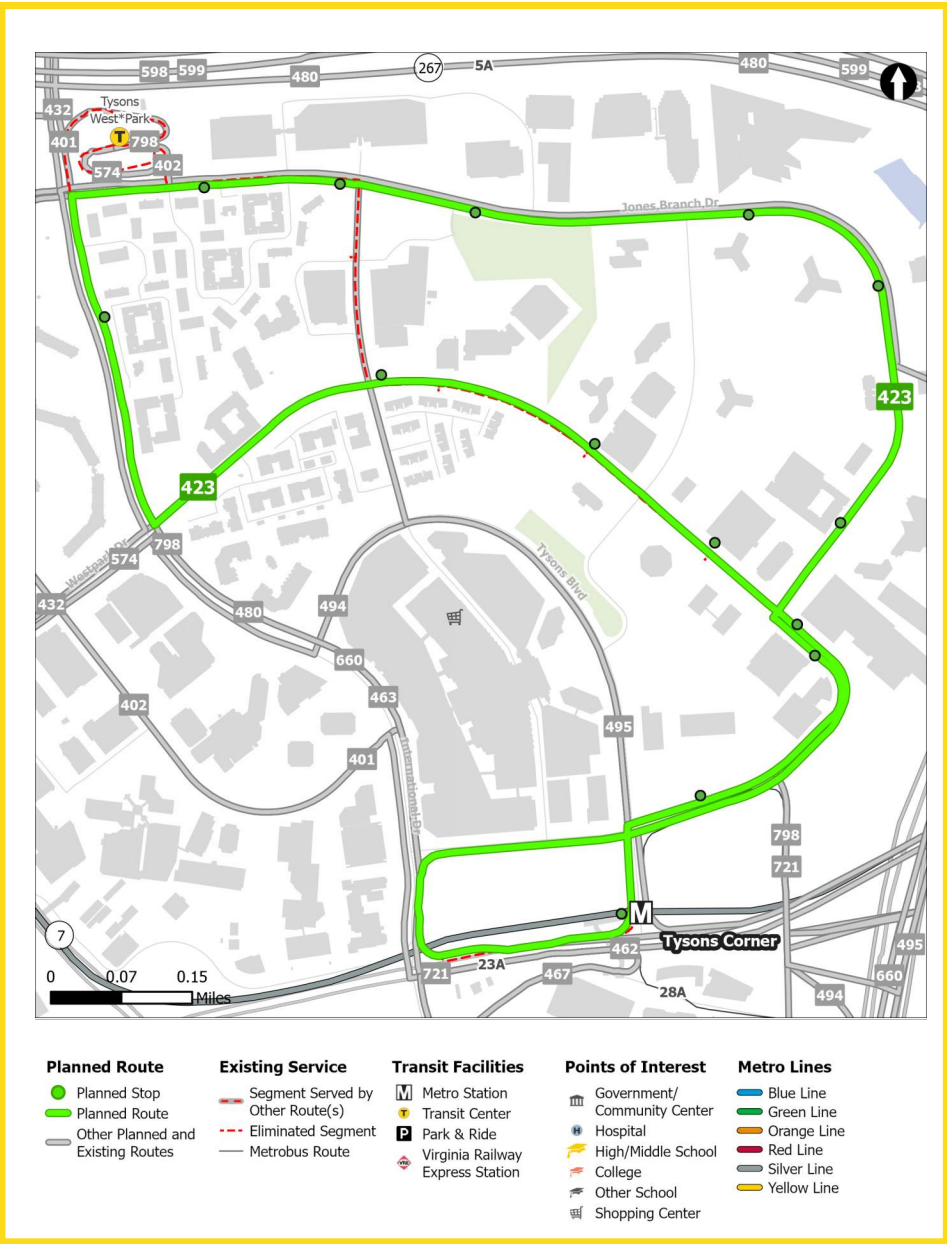 267
5A
598
599
480
480
599
432
Tysons
West*Park
T
401
798
402
574
Jones Branch Dr
423
423
Westpark Dr
574
798
432
480
494
Tysons Blvd
660
463
402
495
401
International Dr
798
721
7
M
Tysons Corner
462
495
721
23A
467
660
28A
494
0 0.07 0.15
Miles
Planned Route
Planned Stop
Planned Route
Other Planned and
Existing Routes
Existing Service
Segment Served by
Other Route(s)
Eliminated Segment
Metrobus Route
Transit Facilities
M Metro Station
T Transit Center
P Park & Ride
VRE Virginia Railway
Express Station
Points of Interest
Government/
Community Center
H Hospital
High/Middle School
College
Other School
Shopping Center
Metro Lines
Blue Line
Green Line
Orange Line
Red Line
Silver Line
Yellow Line